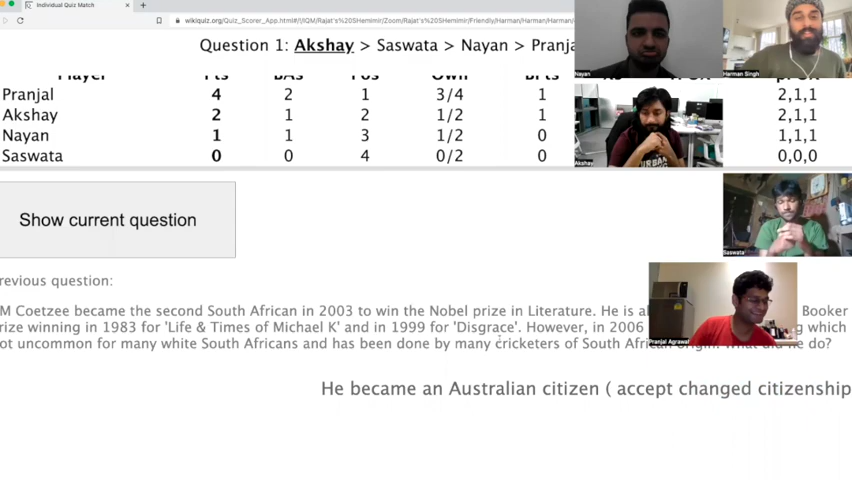 Individual Quiz Match
wikiquiz.org/Quiz_Scorer_App.html#/l/IQM/Rajat's%20SHemimir/Zoom/Rajat's%20SHemimir/Friendly/Harman/Harman/Harman/
Question 1: Akshay > Saswata > Nayan > Pranja
Player Pts BAs Pos Own BPts
Pranjal 4 2 1 3/4 1 2,1,1
Akshay 2 1 2 1/2 1 2,1,1
Nayan 1 1 3 1/2 0 1,1,1
Saswata 0 0 4 0/2 0 0,0,0
Show current question
revious question:
M Coetzee became the second South African in 2003 to win the Nobel prize in Literature. He is al Booker
rize winning in 1983 for 'Life & Times of Michael K' and in 1999 for 'Disgrace'. However, in 2006 g which
ot uncommon for many white South Africans and has been done by many cricketers of South African origin. What did he do?
He became an Australian citizen ( accept changed citizenship
Nayan
Harman Singh
Akshay
URBAN
Saswata
Pranjal Agrawal